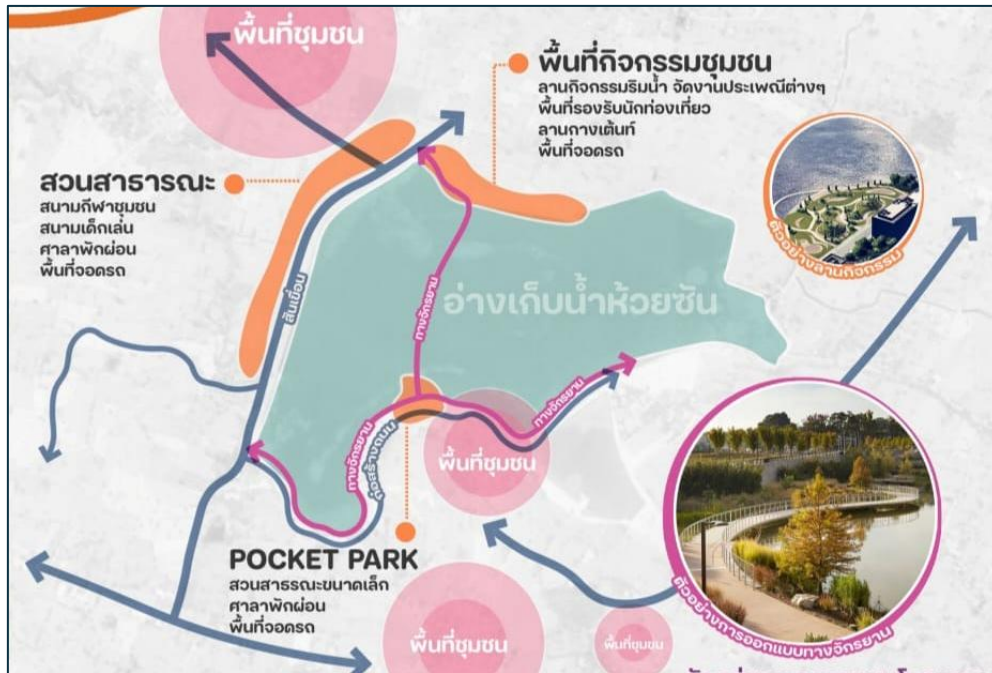 พื้นที่ชุมชน
พื้นที่กิจกรรมชุมชน
ลานกิจกรรมริมน้ำ จัดงานประเพณีต่างๆ
พื้นที่รองรับนักท่องเที่ยว
ลานกางเต้นท์
พื้นที่จอดรถ
สวนสาธารณะ
สนามกีฬาชุมชน
สนามเด็กเล่น
ศาลาพักผ่อน
พื้นที่จอดรถ
ตัวอย่างลานกิจกรรม
สันเขื่อน
ทางจักรยาน
อ่างเก็บน้ำห้วยซัน
ทางจักรยาน
ทางจักรยาน
ก่อสร้างถนน
พื้นที่ชุมชน
POCKET PARK
สวนสาธรณะขนาดเล็ก
ศาลาพักผ่อน
พื้นที่จอดรถ
พื้นที่ชุมชน
พื้นที่ชุมชน
ตัวอย่างการออกแบบทางจักรยาน